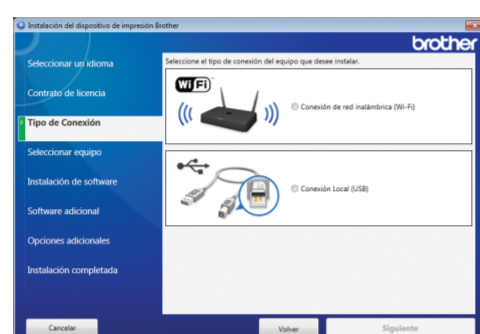 Instalación del dispositivo de impresión Brother
brother
Seleccionar un idioma
Contrato de licencia
Tipo de Conexión
Seleccionar equipo
Instalación de software
Software adicional
Opciones adicionales
Instalación completada
Seleccione el tipo de conexión del equipo que desee instalar.
Wi Fi
Conexión de red inalámbrica (Wi-Fi)
Conexión Local (USB)
Cancelar
Volver
Siguiente